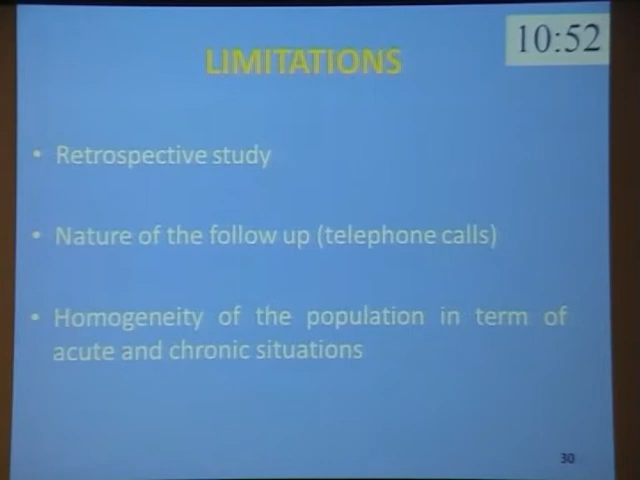 10:52
LIMITATIONS
• Retrospective study
• Nature of the follow up (telephone calls)
• Homogeneity of the population in term of
acute and chronic situations
30